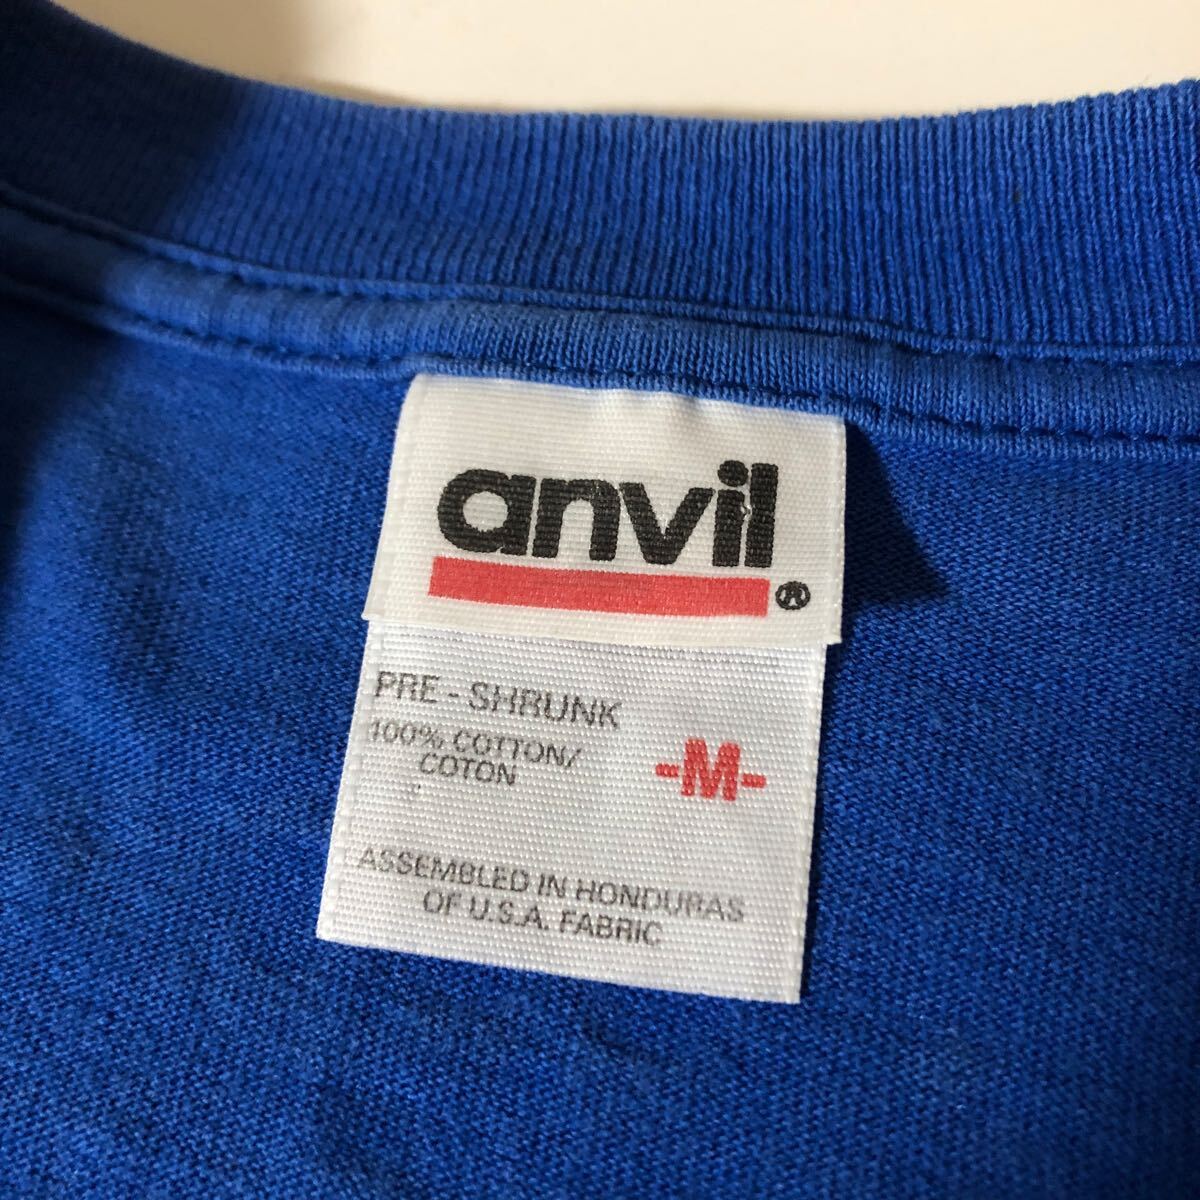 anvil
®
PRE - SHRUNK
100% COTTON/
COTON
-M-
ASSEMBLED IN HONDURAS
OF U.S.A. FABRIC